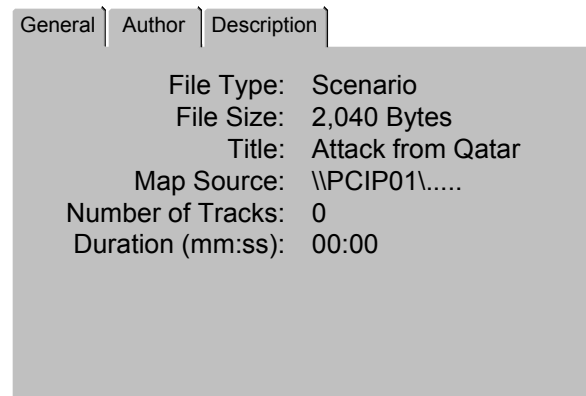 General Author Description
File Type: Scenario
File Size: 2,040 Bytes
Title: Attack from Qatar
Map Source: \\PCIP01\.....
Number of Tracks: 0
Duration (mm:ss): 00:00